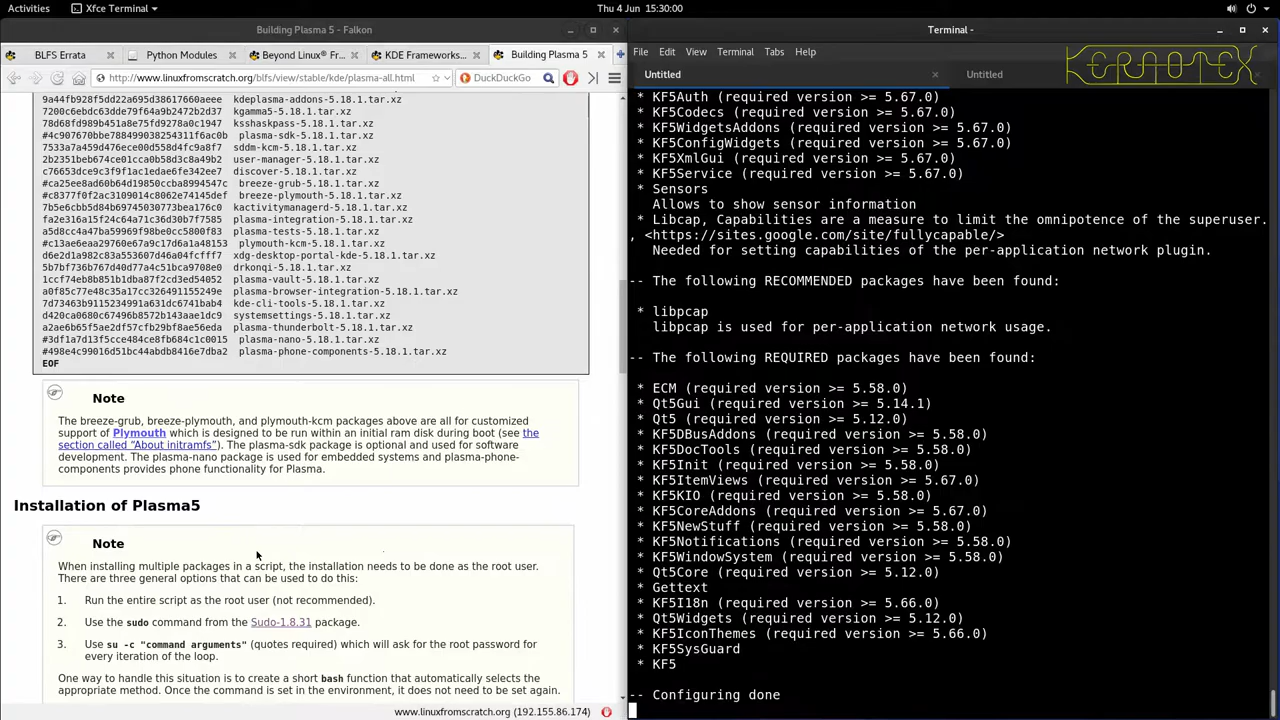 Activities
Xfce Terminal
Thu 4 Jun 15:30:00
Building Plasma 5 - Falkon
BLFS Errata
Python Modules
Beyond Linux® Fr...
KDE Frameworks...
Building Plasma 5
http://www.linuxfromscratch.org/blfs/view/stable/kde/plasma-all.html
DuckDuckGo
9a44fb928f5dd22a695d38617660aeee kdeplasma-addons-5.18.1.tar.xz
7200c6ebdc63dde79f64b9b2472b2d37 kgamma5-5.18.1.tar.xz
78d6fd989b451a8e75fd9278a0c1947 ksshaskpass-5.18.1.tar.xz
#4c907670bbe788499038254311f6ac0b plasma-sdk-5.18.1.tar.xz
7533a7a459d476ece00d558d4fc9a8f7 sddm-kcm-5.18.1.tar.xz
2b2351beb674ce01cca0b58d3c8a49b2 user-manager-5.18.1.tar.xz
c76653dce9c3f9f1ac1edae6fe342ee7 discover-5.18.1.tar.xz
#ca25ee8ad60b64d19850ccba8994547c breeze-grub-5.18.1.tar.xz
#c8377f0f2ac3109014c8062e74145def breeze-plymouth-5.18.1.tar.xz
7b5e6cbb5d84b69745030773bea176c0 kactivitymanagerd-5.18.1.tar.xz
fa2e316a15f24c64a71c36d30b7f7585 plasma-integration-5.18.1.tar.xz
a5d8cc4a47b5a6959f98be0cc5800f83 plasma-tests-5.18.1.tar.xz
#c13ae6eaa29760e67a9c17d6a1a48153 plymouth-kcm-5.18.1.tar.xz
d6e2d1a982c83a553607d46a04fcfff7 xdg-desktop-portal-kde-5.18.1.tar.xz
5b7bf736b767d40d77a4c51bca9708e0 drkonqi-5.18.1.tar.xz
1ccf74eb8b851b1dba87f2cd3ed54052 plasma-vault-5.18.1.tar.xz
a0f85c77e48c35a17cc326491155249e plasma-browser-integration-5.18.1.tar.xz
7d73463b9115234991a631dc6741bab4 kde-cli-tools-5.18.1.tar.xz
d420ca0680c67496b8572b143aae1dc9 systemsettings-5.18.1.tar.xz
a2ae6b65f5ae2df57cfb29bf8ae56eda plasma-thunderbolt-5.18.1.tar.xz
#3df1a7d13f5cce484ce8fb684c1c0015 plasma-nano-5.18.1.tar.xz
#498e4c99016d51bc44abdb8416e7dba2 plasma-phone-components-5.18.1.tar.xz
EOF
Note
The breeze-grub, breeze-plymouth, and plymouth-kcm packages above are all for customized
support of Plymouth which is designed to be run within an initial ram disk during boot (see the
section called “About initramfs”). The plasma-sdk package is optional and used for software
development. The plasma-nano package is used for embedded systems and plasma-phone-
components provides phone functionality for Plasma.
Installation of Plasma5
Note
When installing multiple packages in a script, the installation needs to be done as the root user.
There are three general options that can be used to do this:
1. Run the entire script as the root user (not recommended).
2. Use the sudo command from the Sudo-1.8.31 package.
3. Use su -c "command arguments" (quotes required) which will ask for the root password for
every iteration of the loop.
One way to handle this situation is to create a short bash function that automatically selects the
appropriate method. Once the command is set in the environment, it does not need to be set again.
www.linuxfromscratch.org (192.155.86.174)
Terminal -
File Edit View Terminal Tabs Help
KERNOTEX
Untitled
Untitled
* KF5Auth (required version >= 5.67.0)
* KF5Codecs (required version >= 5.67.0)
* KF5WidgetsAddons (required version >= 5.67.0)
* KF5ConfigWidgets (required version >= 5.67.0)
* KF5XmlGui (required version >= 5.67.0)
* KF5Service (required version >= 5.67.0)
* Sensors
Allows to show sensor information
* Libcap, Capabilities are a measure to limit the omnipotence of the superuser.
, <https://sites.google.com/site/fullycapable/>
Needed for setting capabilities of the per-application network plugin.
-- The following RECOMMENDED packages have been found:
* libpcap
libpcap is used for per-application network usage.
-- The following REQUIRED packages have been found:
* ECM (required version >= 5.58.0)
* Qt5Gui (required version >= 5.14.1)
* Qt5 (required version >= 5.12.0)
* KF5DBusAddons (required version >= 5.58.0)
* KF5DocTools (required version >= 5.58.0)
* KF5Init (required version >= 5.58.0)
* KF5ItemViews (required version >= 5.67.0)
* KF5KIO (required version >= 5.58.0)
* KF5CoreAddons (required version >= 5.67.0)
* KF5NewStuff (required version >= 5.58.0)
* KF5Notifications (required version >= 5.58.0)
* KF5WindowSystem (required version >= 5.58.0)
* Qt5Core (required version >= 5.12.0)
* Gettext
* KF5I18n (required version >= 5.66.0)
* Qt5Widgets (required version >= 5.12.0)
* KF5IconThemes (required version >= 5.66.0)
* KF5SysGuard
* KF5
-- Configuring done